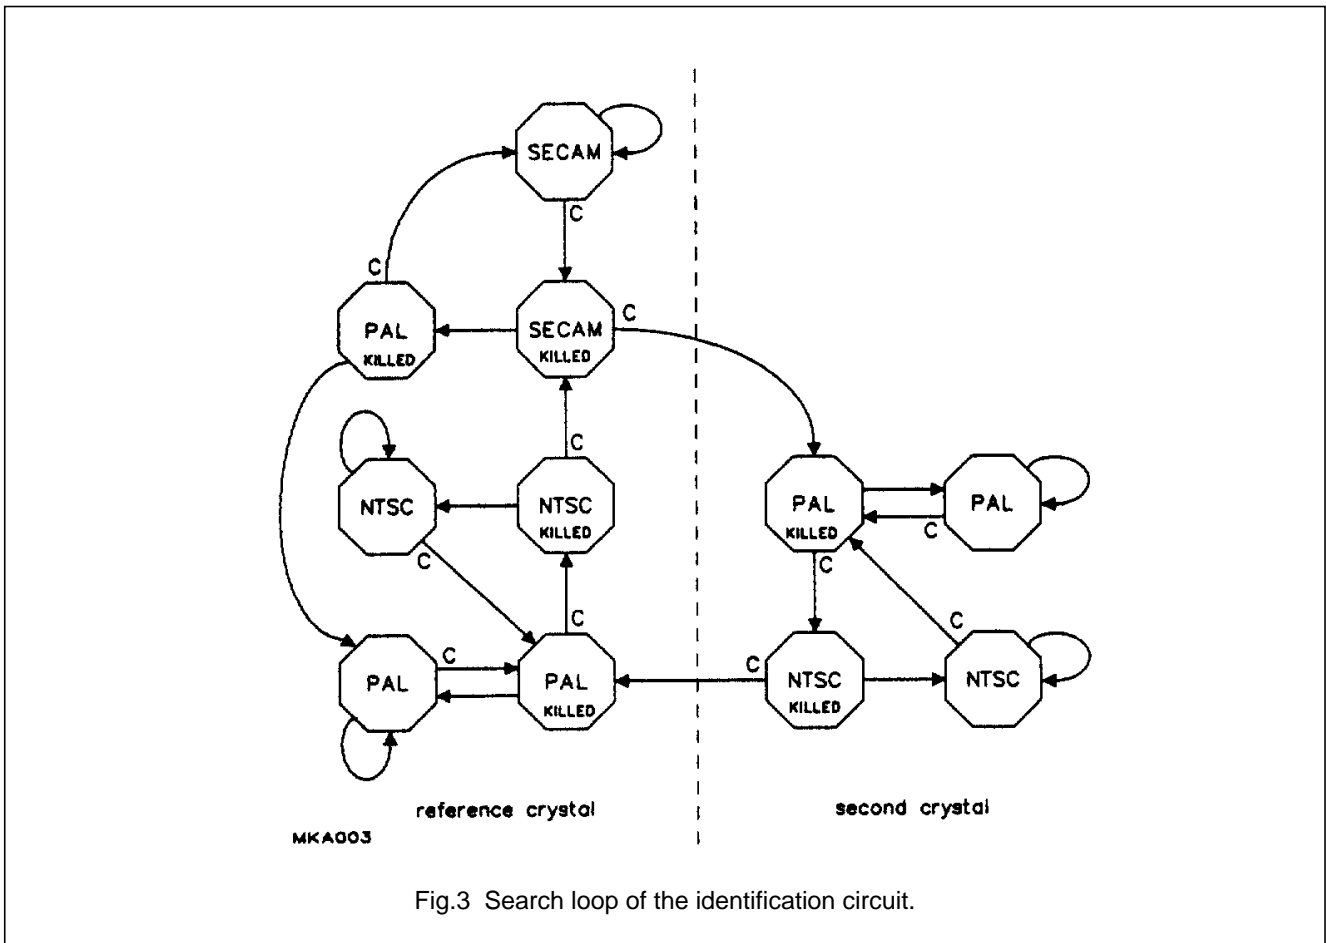 SECAM
C
C
PAL
KILLED
SECAM
KILLED
C
C
NTSC
NTSC
KILLED
PAL
KILLED
PAL
C
C
C
C
C
PAL
C
PAL
KILLED
C
NTSC
KILLED
NTSC
reference crystal
second crystal
MKA003
Fig.3 Search loop of the identification circuit.